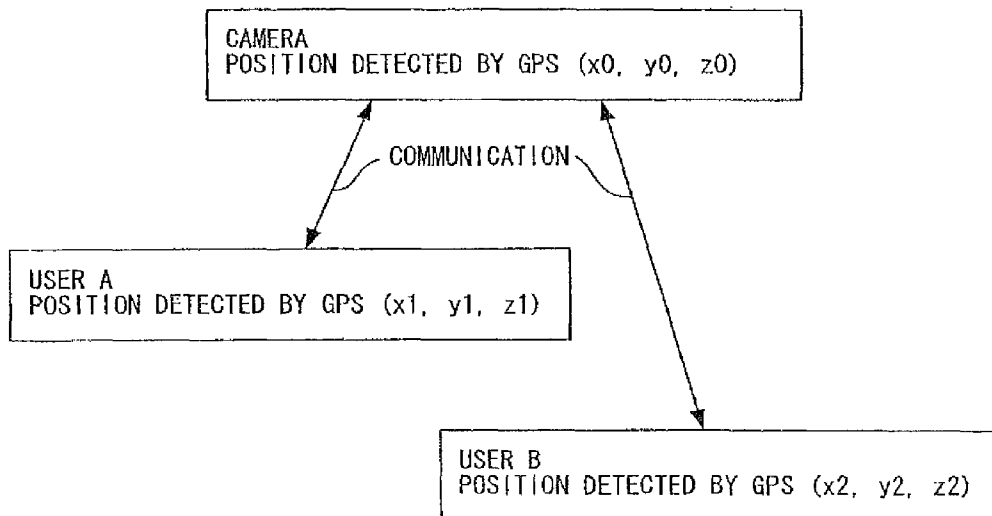 CAMERA
POSITION DETECTED BY GPS (x0, y0, z0)
COMMUNICATION
USER A
POSITION DETECTED BY GPS (x1, y1, z1)
USER B
POSITION DETECTED BY GPS (x2, y2, z2)